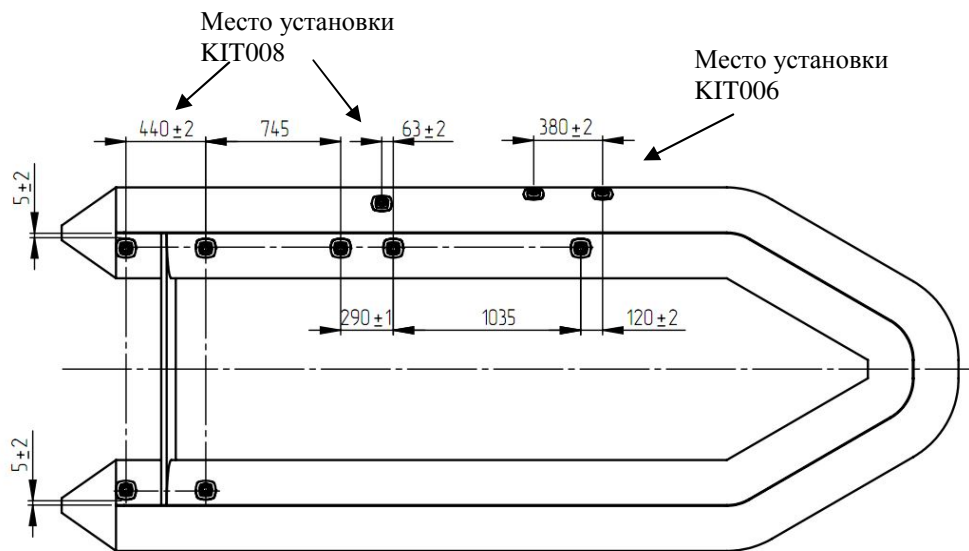 Место установки
KIT008
Место установки
KIT006
440±2
745
63±2
380±2
5±2
290±1
1035
120±2
5±2